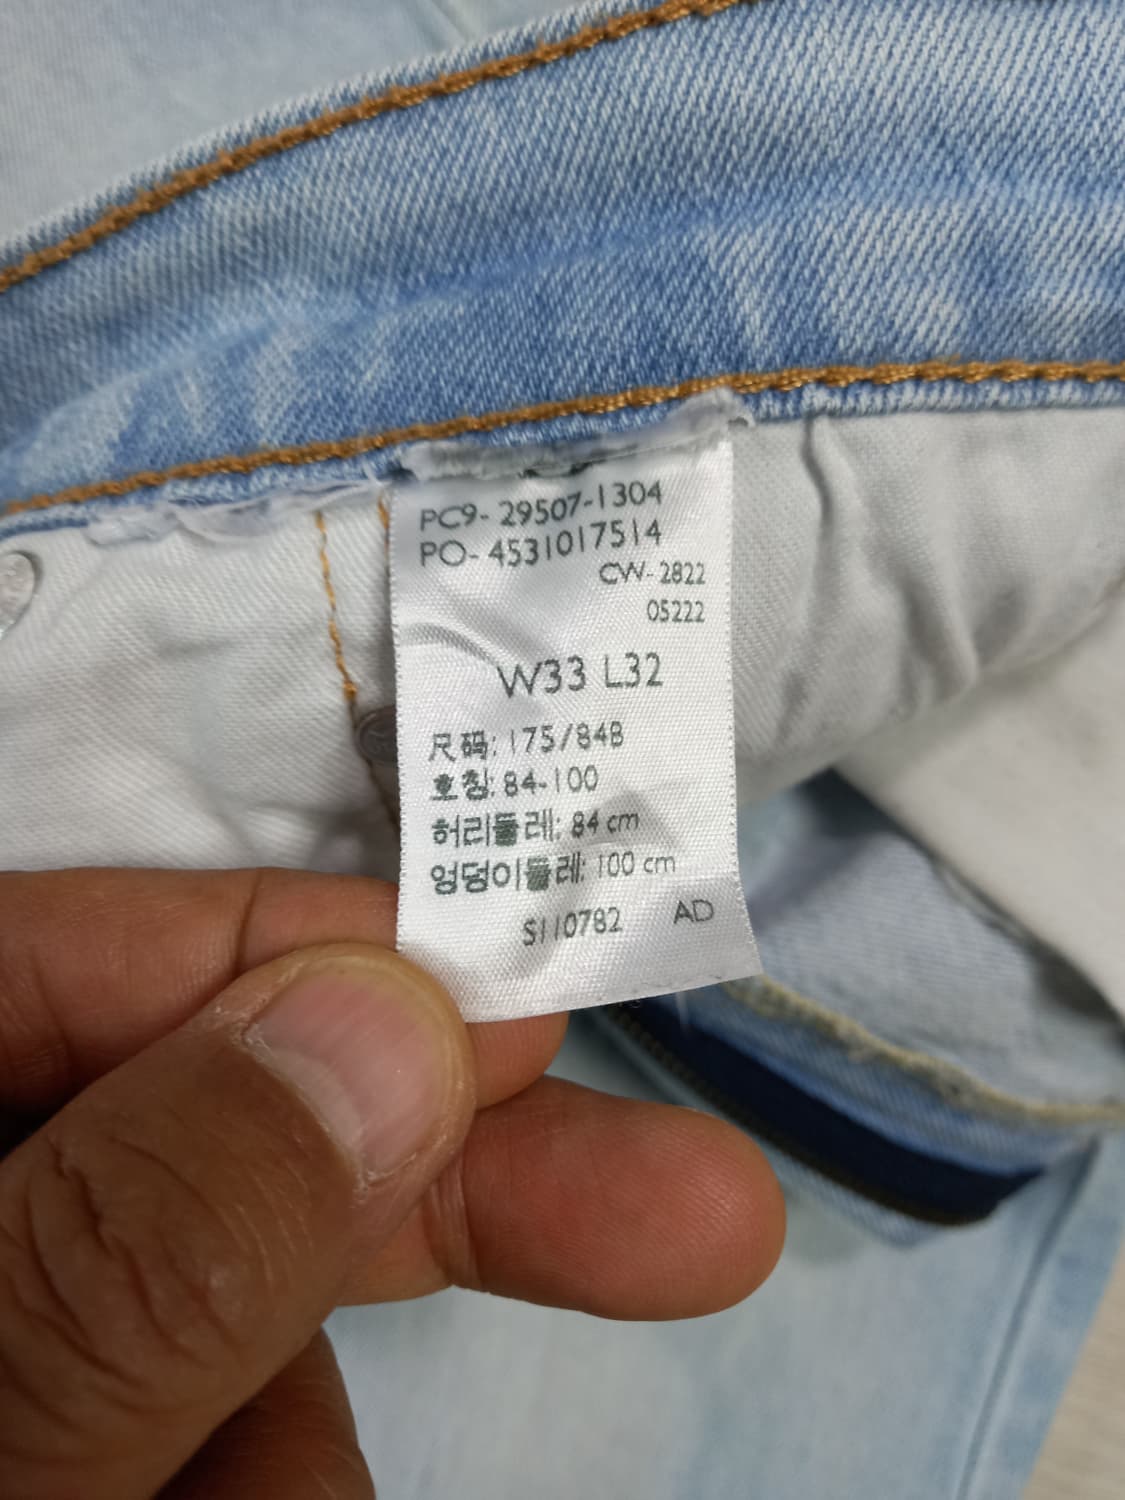 PC9- 29507-1304
PO- 4531017514
CW- 2822
05222
W33 L32
尺码: 175/84B
호칭: 84-100
허리둘레: 84 cm
엉덩이둘레: 100 cm
S110782 AD